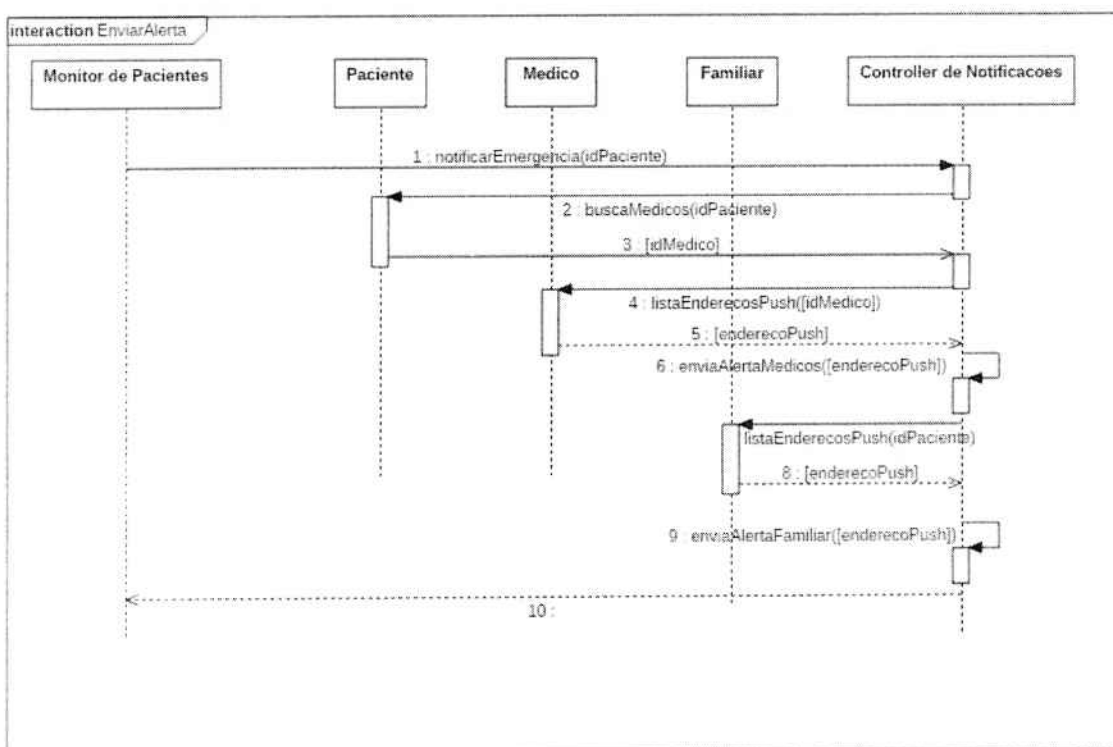 interaction EnviarAlerta
Monitor de Pacientes
Paciente
Medico
Familiar
Controller de Notificacoes
1 : notificarEmergencia(idPaciente)
2 : buscaMedicos(idPaciente)
3 : [idMedico]
4 : listaEnderecosPush([idMedico])
5 : [enderecoPush]
6 : enviaAlertaMedicos([enderecoPush])
listaEnderecosPush(idPaciente)
8 : [enderecoPush]
9 : enviaAlertaFamiliar([enderecoPush])
10 :